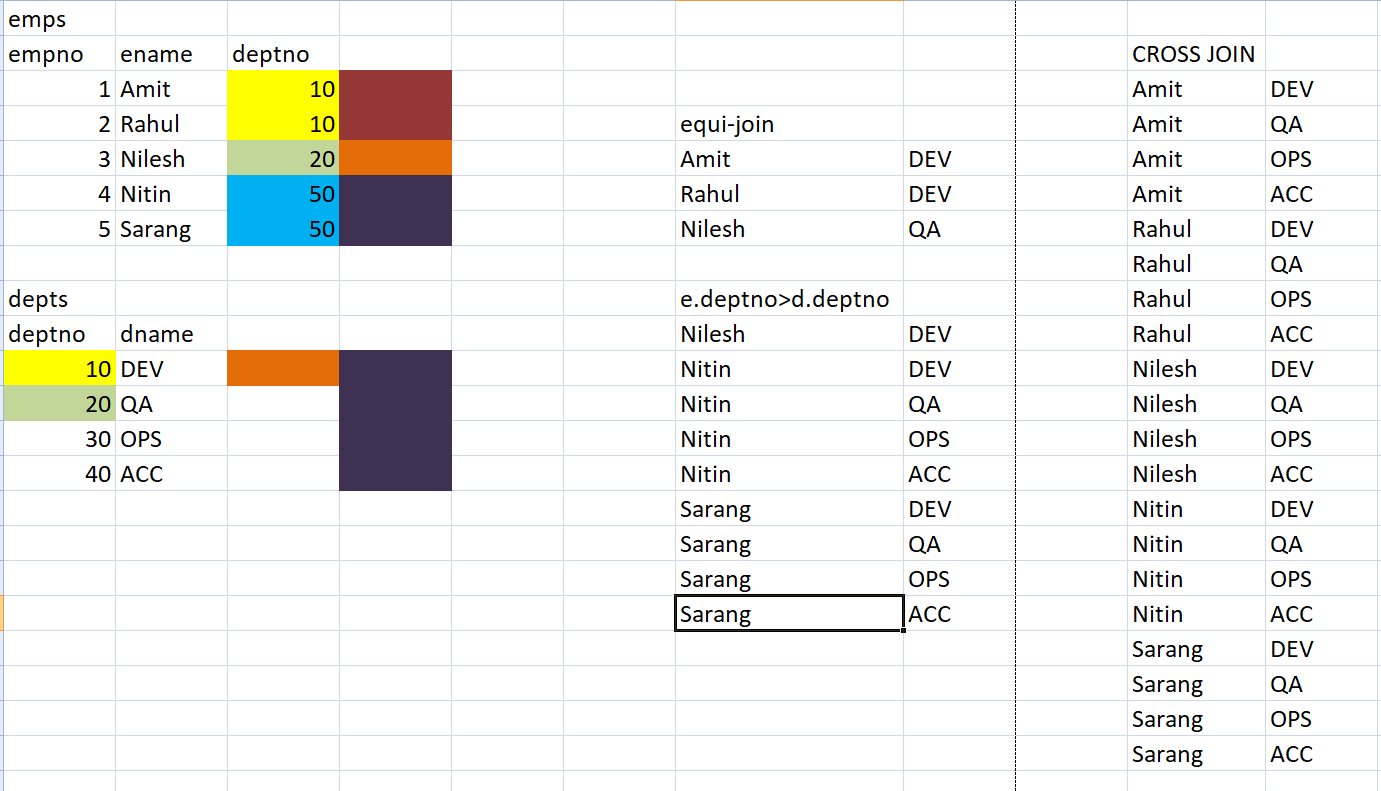 emps
empno ename deptno CROSS JOIN
1 Amit 10 Amit DEV
2 Rahul 10 equi-join Amit QA
3 Nilesh 20 Amit DEV Amit OPS
4 Nitin 50 Rahul DEV Amit ACC
5 Sarang 50 Nilesh QA Rahul DEV
Rahul QA
depts e.deptno>d.deptno Rahul OPS
deptno dname Nilesh DEV Rahul ACC
10 DEV Nitin DEV Nilesh DEV
20 QA Nitin QA Nilesh QA
30 OPS Nitin OPS Nilesh OPS
40 ACC Nitin ACC Nilesh ACC
Sarang DEV Nitin DEV
Sarang QA Nitin QA
Sarang OPS Nitin OPS
Sarang ACC Nitin ACC
Sarang DEV
Sarang QA
Sarang OPS
Sarang ACC